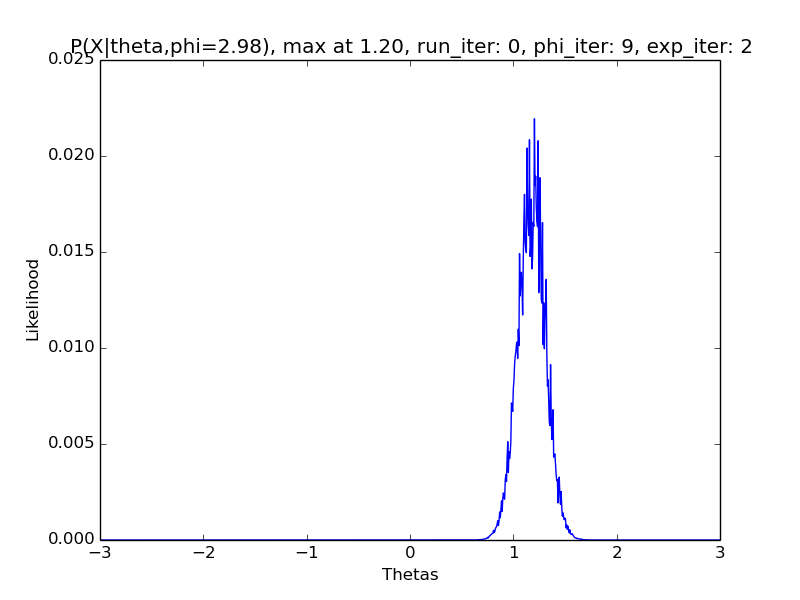 P(X|theta,phi=2.98), max at 1.20, run_iter: 0, phi_iter: 9, exp_iter: 2
0.025
0.020
0.015
0.010
0.005
0.000
Likelihood
−3 −2 −1 0 1 2 3
Thetas